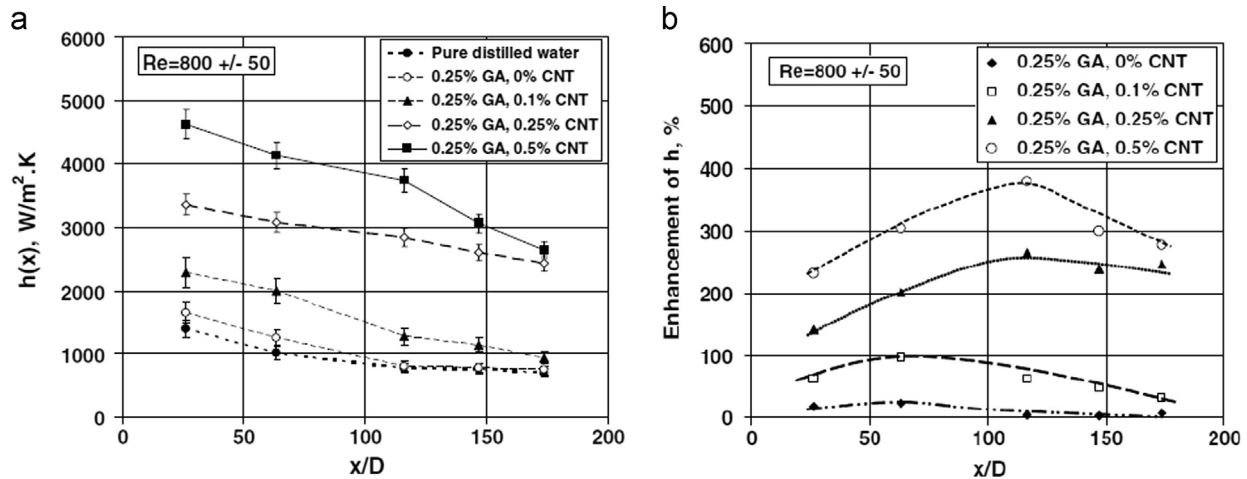 a
h(x), W/m².K
6000
5000
4000
3000
2000
1000
0
Re=800 +/- 50
Pure distilled water
0.25% GA, 0% CNT
0.25% GA, 0.1% CNT
0.25% GA, 0.25% CNT
0.25% GA, 0.5% CNT
0 50 100 150 200
x/D
b
Enhancement of h, %
600
500
400
300
200
100
0
Re=800 +/- 50
0.25% GA, 0% CNT
0.25% GA, 0.1% CNT
0.25% GA, 0.25% CNT
0.25% GA, 0.5% CNT
0 50 100 150 200
x/D